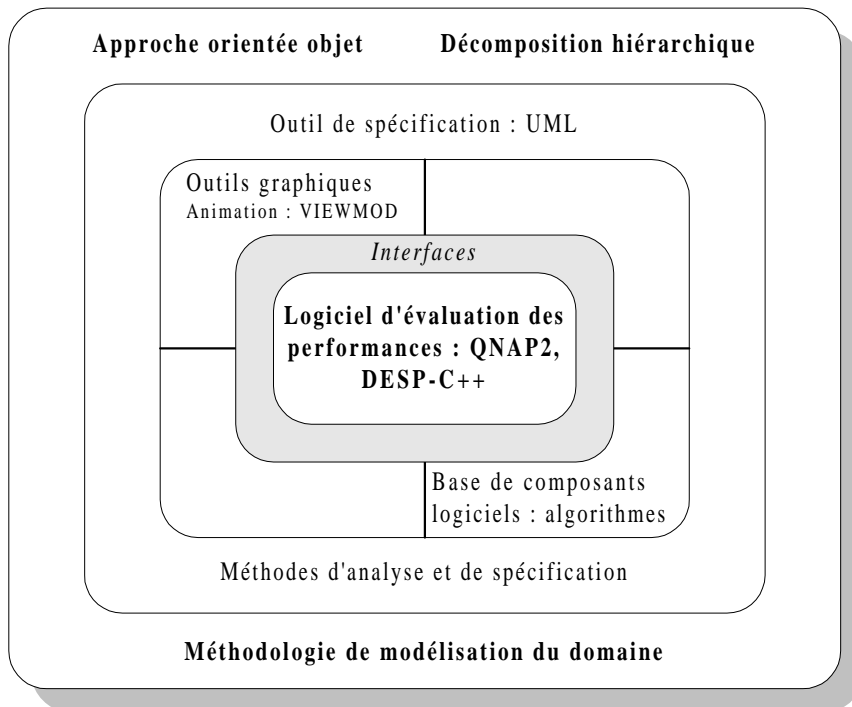 Approche orientée objet
Décomposition hiérarchique
Outil de spécification : UML
Outils graphiques
Animation : VIEWMOD
Interfaces
Logiciel d'évaluation des
performances : QNAP2,
DESP-C++
Base de composants
logiciels : algorithmes
Méthodes d'analyse et de spécification
Méthodologie de modélisation du domaine